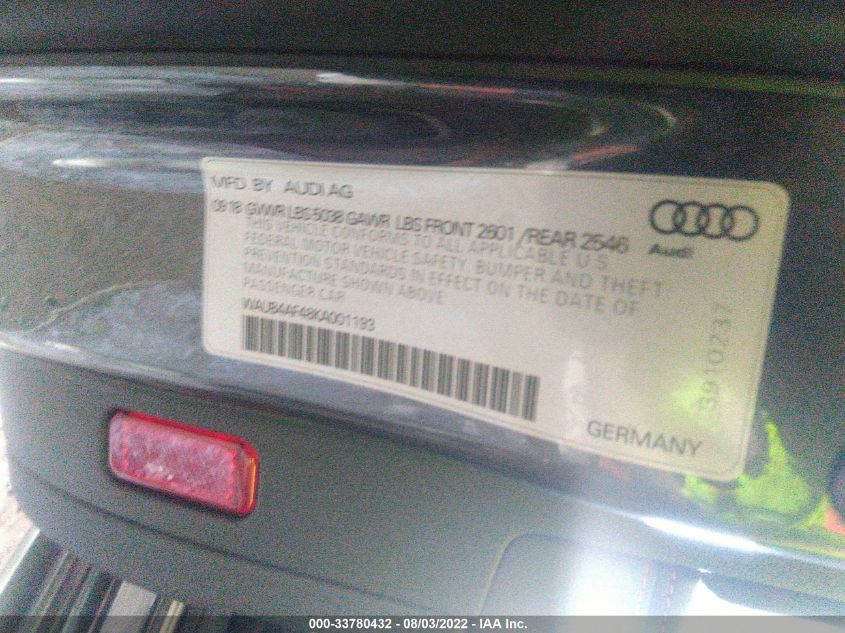 MFD. BY AUDI AG
09 18 GVWR LBS 5038 GAWR LBS FRONT 2601 / REAR 2546
THIS VEHICLE CONFORMS TO ALL APPLICABLE U S
FEDERAL MOTOR VEHICLE SAFETY, BUMPER AND THEFT
PREVENTION STANDARDS IN EFFECT ON THE DATE OF
MANUFACTURE SHOWN ABOVE
PASSENGER CAR
WAUB4AF48KA001193
Audi
3910237
GERMANY
000-33780432 - 08/03/2022 - IAA Inc.